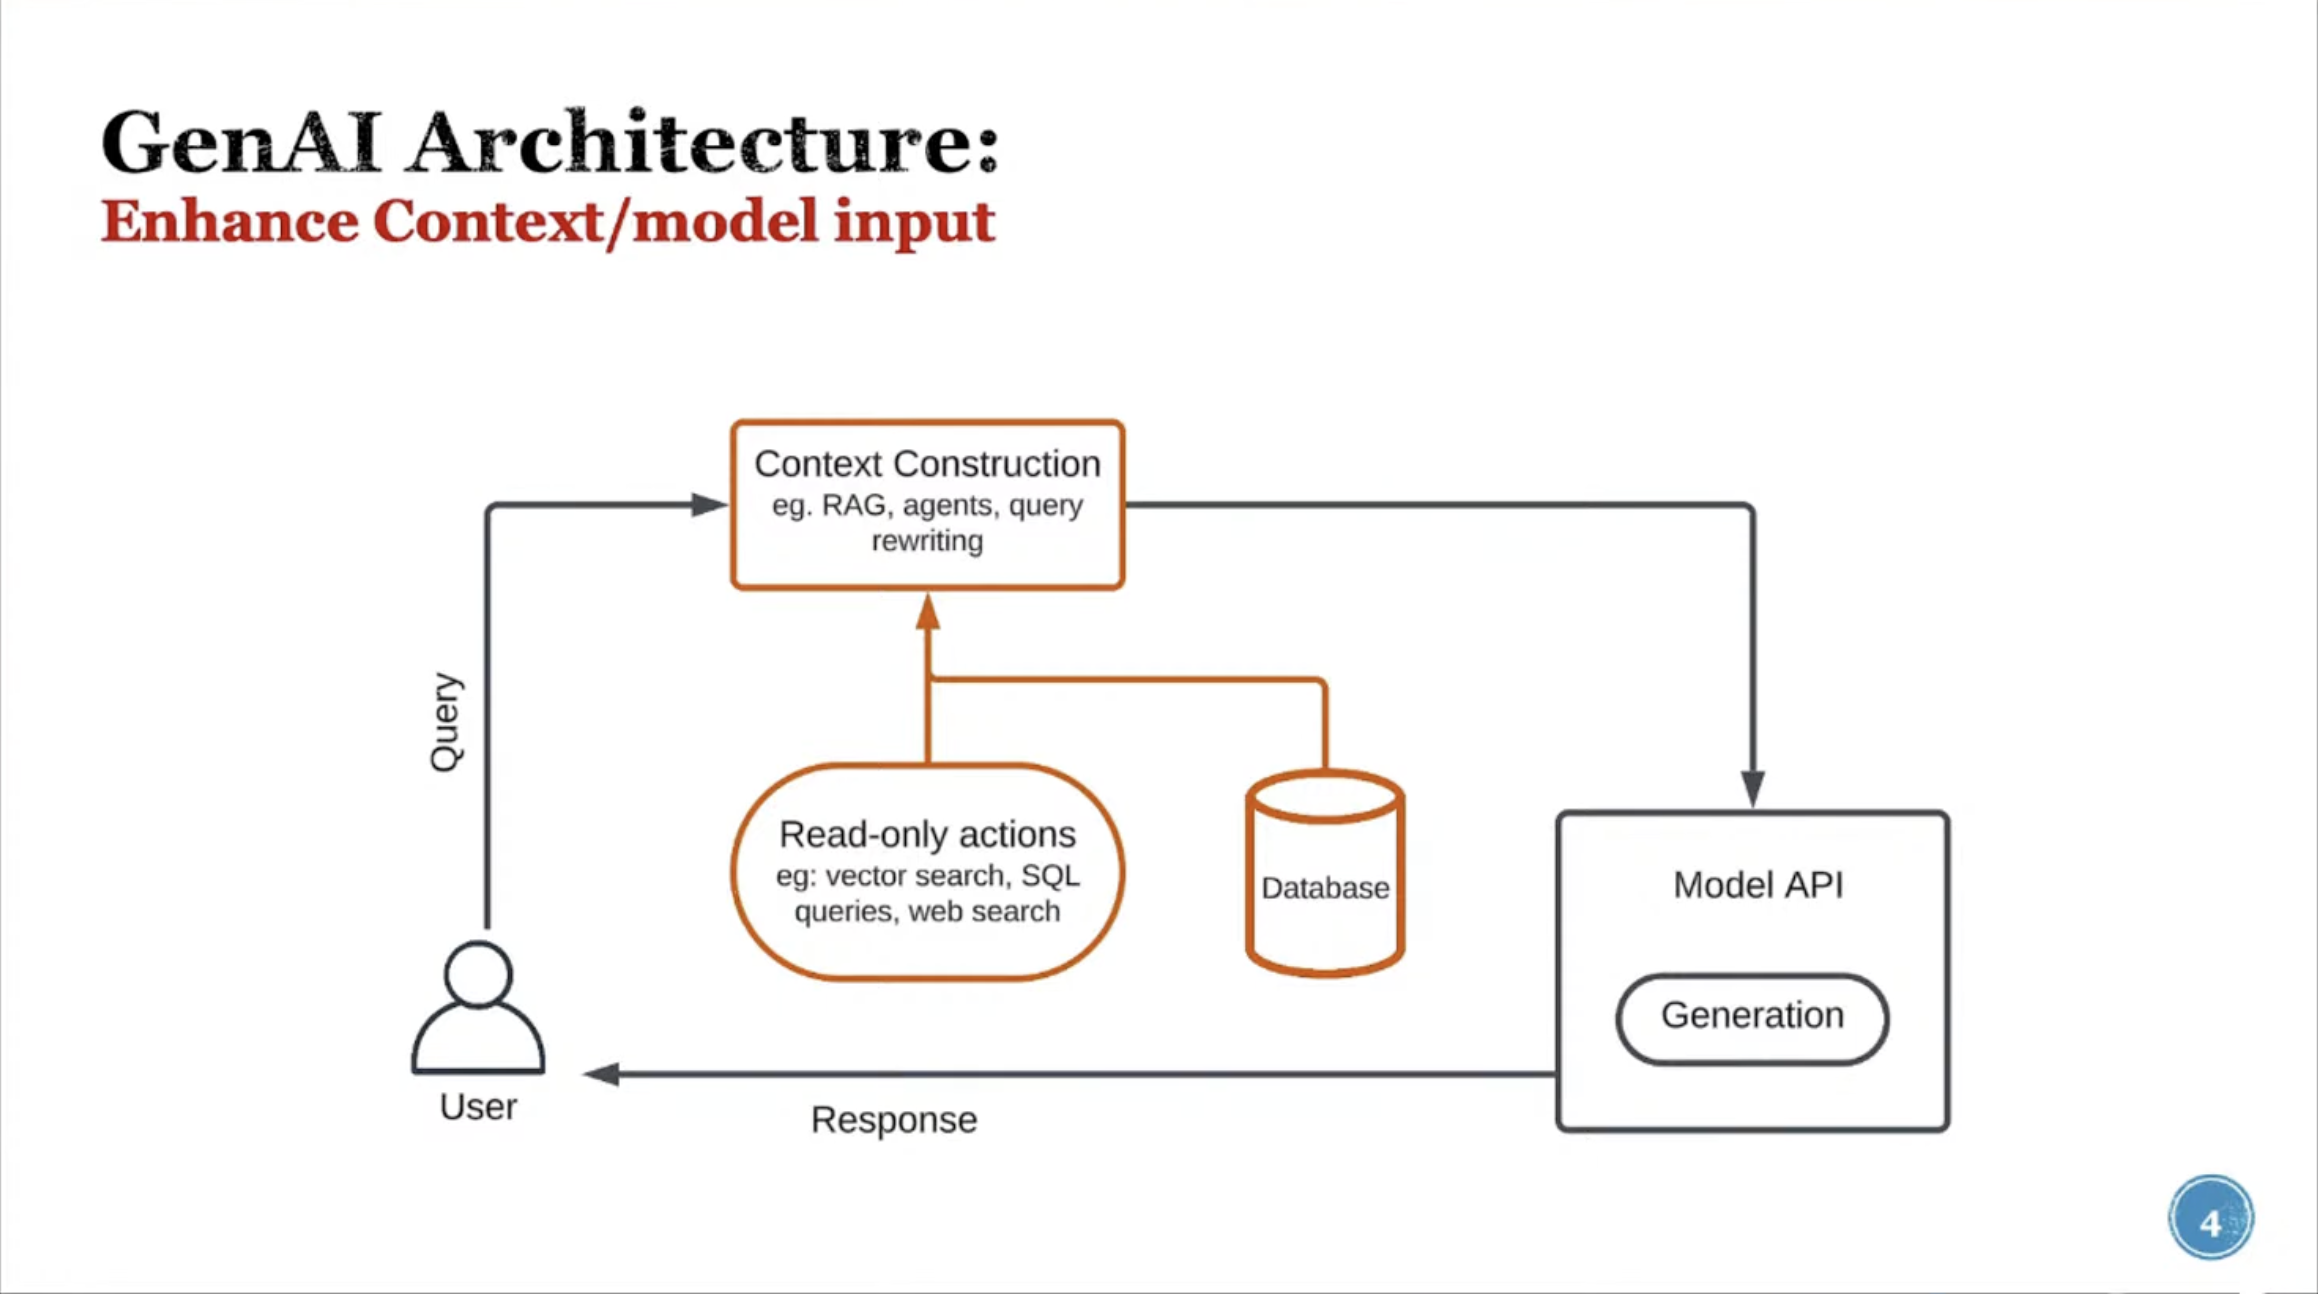 GenAI Architecture:
Enhance Context/model input
Context Construction
eg. RAG, agents, query
rewriting
Query
Read-only actions
eg: vector search, SQL
queries, web search
Database
Model API
Generation
User
Response
4